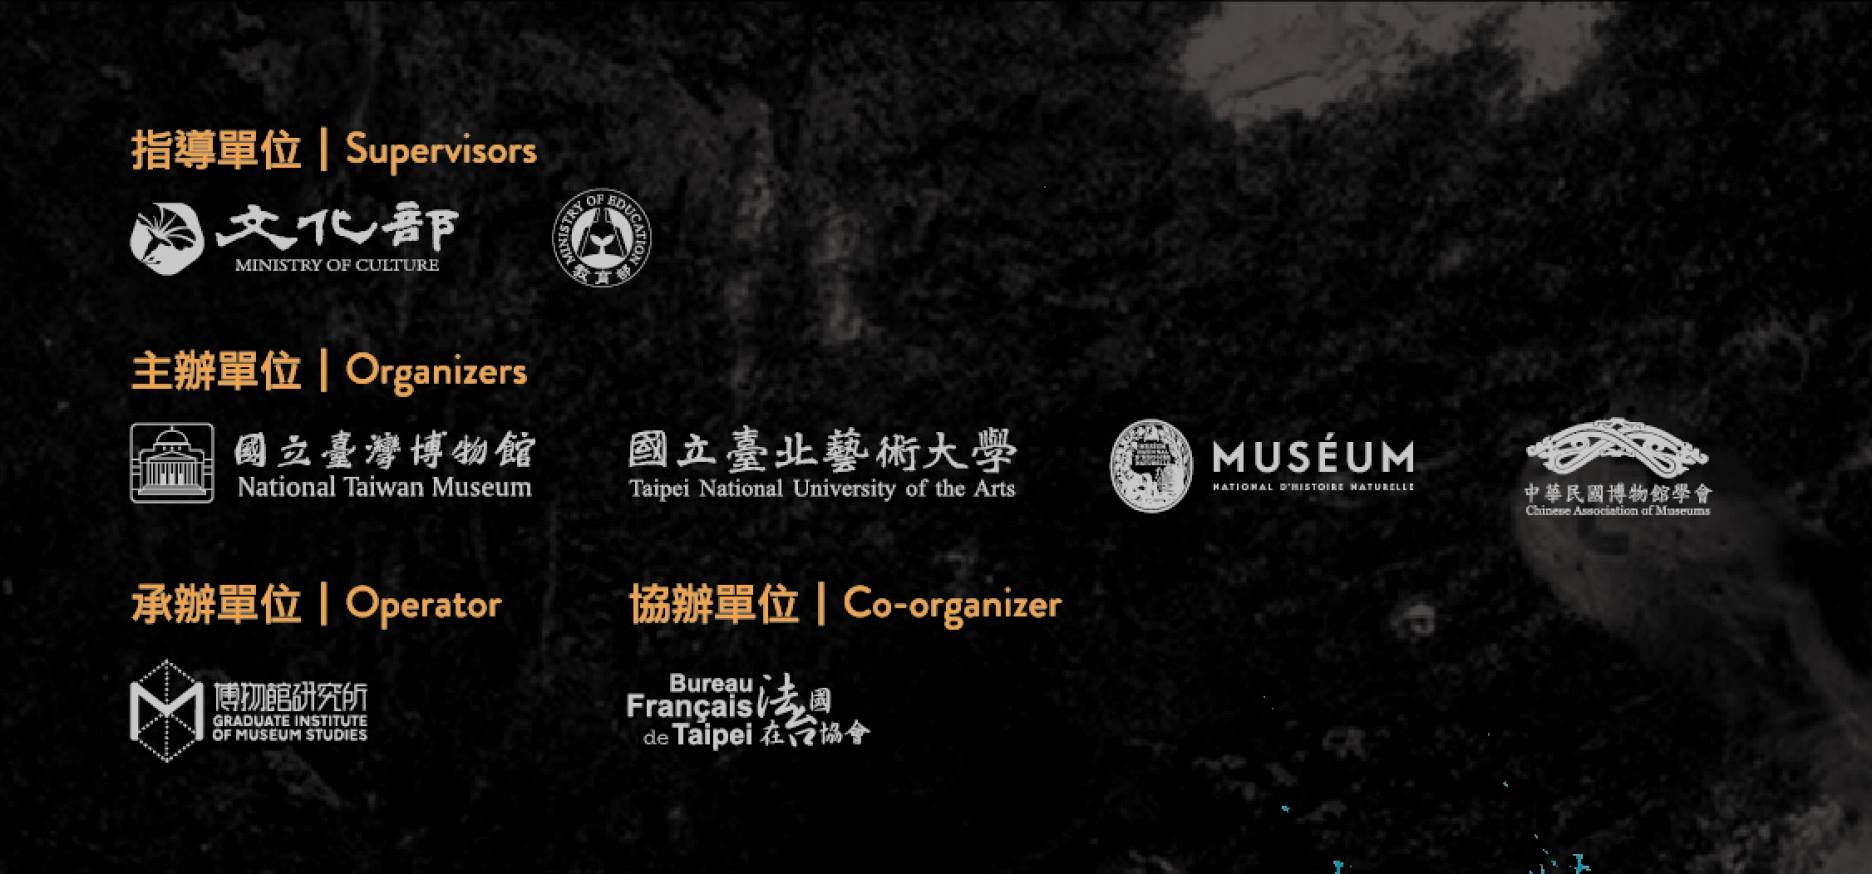 指導單位｜Supervisors
文化部
MINISTRY OF CULTURE
MINISTRY OF EDUCATION
教育部
主辦單位｜Organizers
國立臺灣博物館
National Taiwan Museum
國立臺北藝術大學
Taipei National University of the Arts
MUSÉUM
NATIONAL D'HISTOIRE NATURELLE
中華民國博物館學會
Chinese Association of Museums
承辦單位｜Operator
博物館研究所
GRADUATE INSTITUTE
OF MUSEUM STUDIES
協辦單位｜Co-organizer
Bureau
Français
de Taipei
法國
在台協會